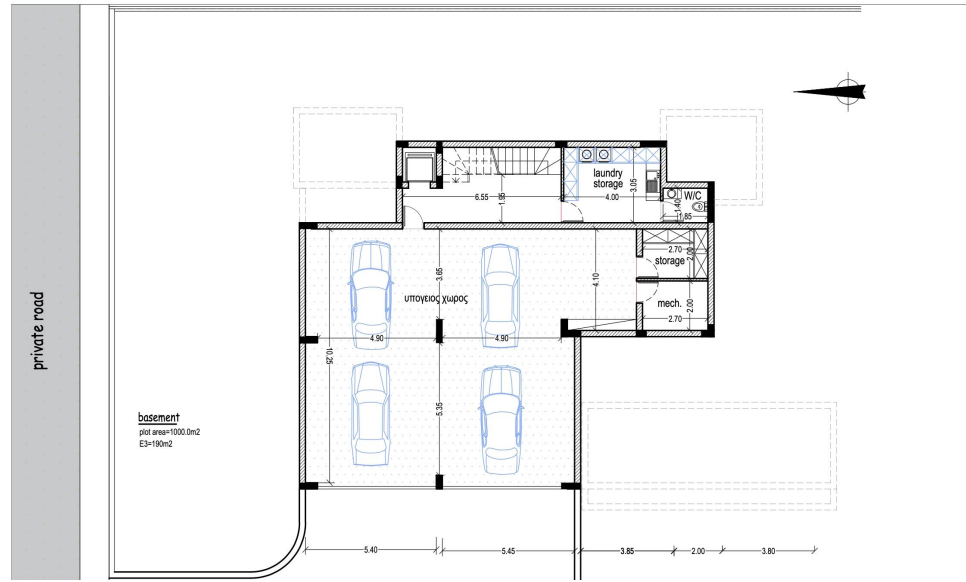 private road
laundry
storage
W/C
6.55
1.95
4.00
3.05
1.40
1.85
2.70
2.00
storage
3.65
4.10
υπογειος χωρος
mech.
2.00
2.70
4.90
4.90
10.25
5.35
basement
plot area=1000.0m2
E3=190m2
5.40
5.45
3.85
2.00
3.80